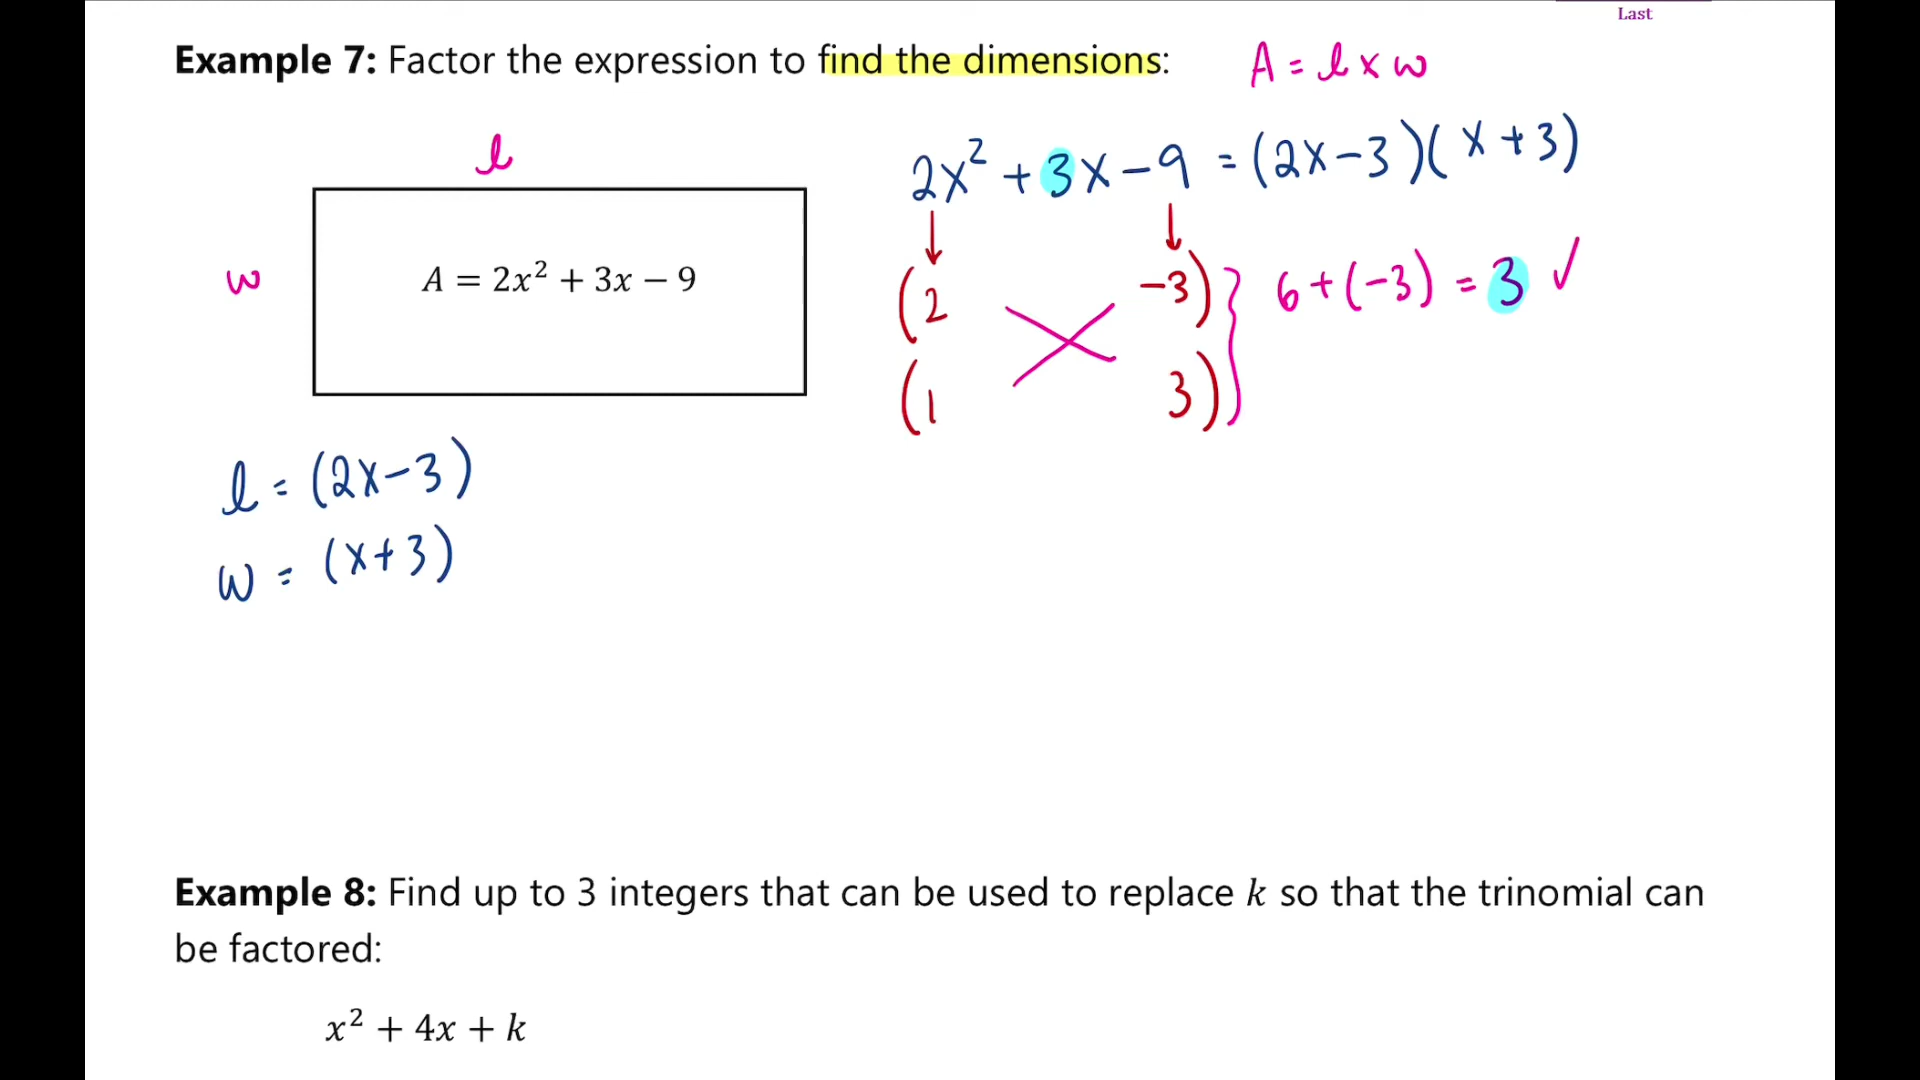 Last
Example 7: Factor the expression to find the dimensions:
A = l x w
l
2x² + 3x - 9 = (2x - 3)(x + 3)
w
A = 2x² + 3x − 9
(2 -3)
(1 3)
6 + (-3) = 3 ✓
l = (2x - 3)
w = (x + 3)
Example 8: Find up to 3 integers that can be used to replace k so that the trinomial can
be factored:
x² + 4x + k